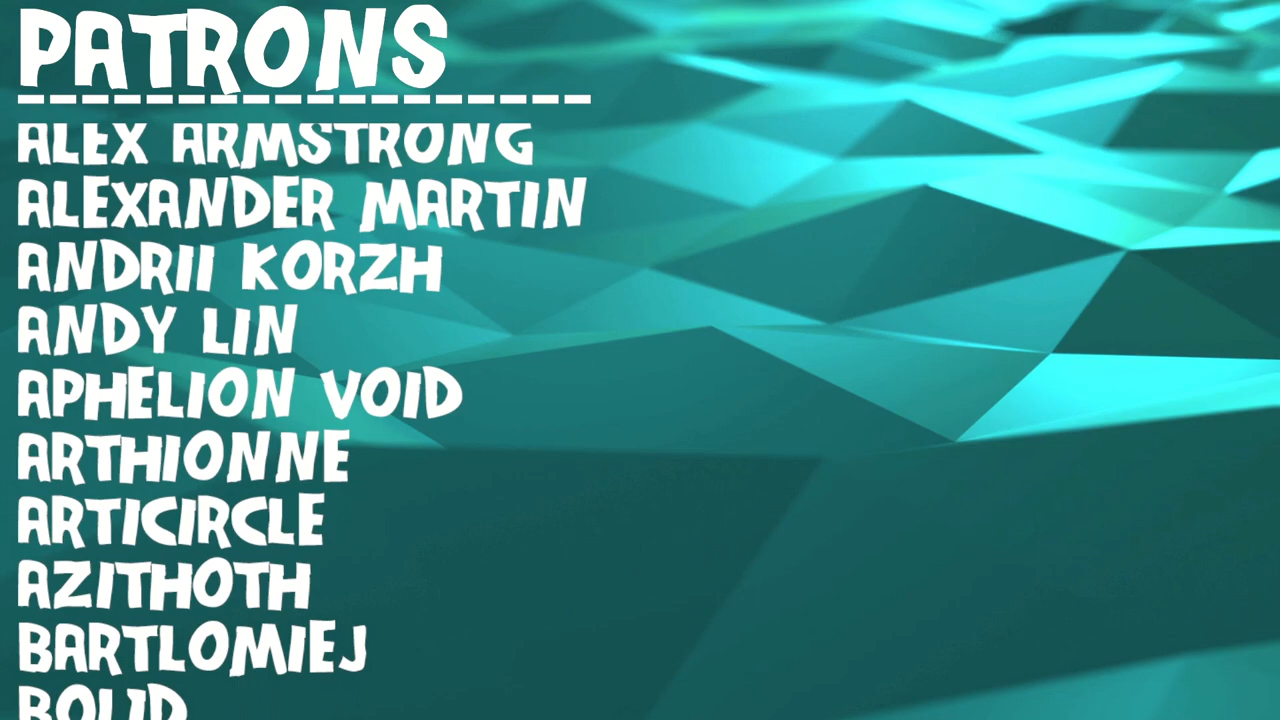 PATRONS
ALEX ARMSTRONG
ALEXANDER MARTIN
ANDRII KORZH
ANDY LIN
APHELION VOID
ARTHIONNE
ARTICIRCLE
AZITHOTH
BARTLOMIEJ